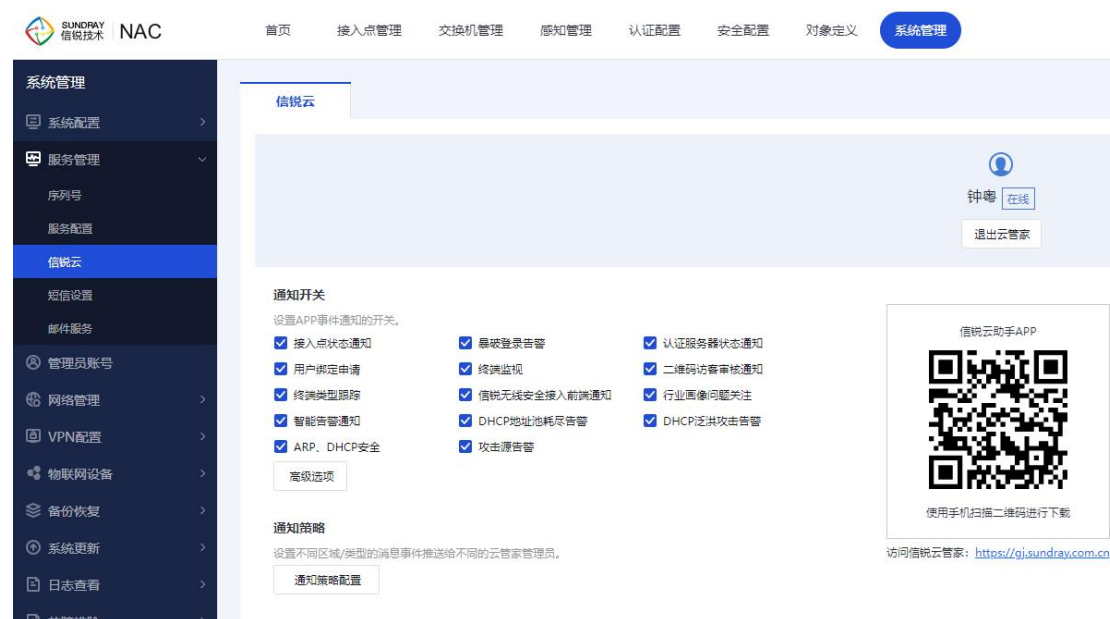 SUNDRAY
信锐技术 NAC
首页 接入点管理 交换机管理 感知管理 认证配置 安全配置 对象定义 系统管理
系统管理
系统配置
服务管理
序列号
服务配置
信锐云
短信设置
邮件服务
管理员账号
网络管理
VPN配置
物联网设备
备份恢复
系统更新
日志查看
信锐云
钟粤 在线
退出云管家
通知开关
设置APP事件通知的开关。
接入点状态通知 暴破登录告警 认证服务器状态通知
用户绑定申请 终端监视 二维码访客审核通知
终端类型跟踪 信锐无线安全接入前端通知 行业画像问题关注
智能告警通知 DHCP地址池耗尽告警 DHCP泛洪攻击告警
ARP、DHCP安全 攻击源告警
高级选项
通知策略
设置不同区域/类型的消息事件推送给不同的云管家管理员。
通知策略配置
信锐云助手APP
使用手机扫描二维码进行下载
访问信锐云管家：https://gj.sundray.com.cn